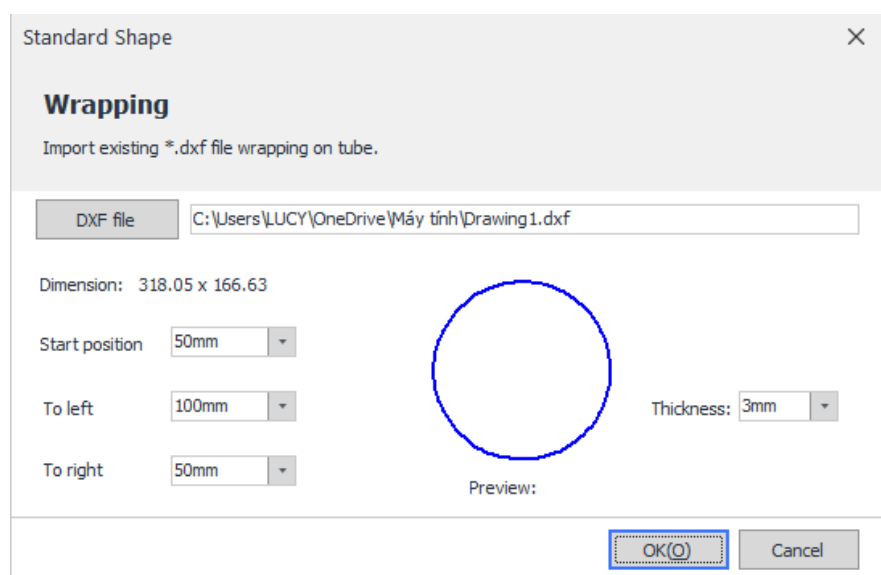 Standard Shape
Wrapping
Import existing *.dxf file wrapping on tube.
DXF file C:\Users\LUCY\OneDrive\Máy tính\Drawing1.dxf
Dimension: 318.05 x 166.63
Start position 50mm
To left 100mm
Thickness: 3mm
To right 50mm
Preview:
OK(O) Cancel